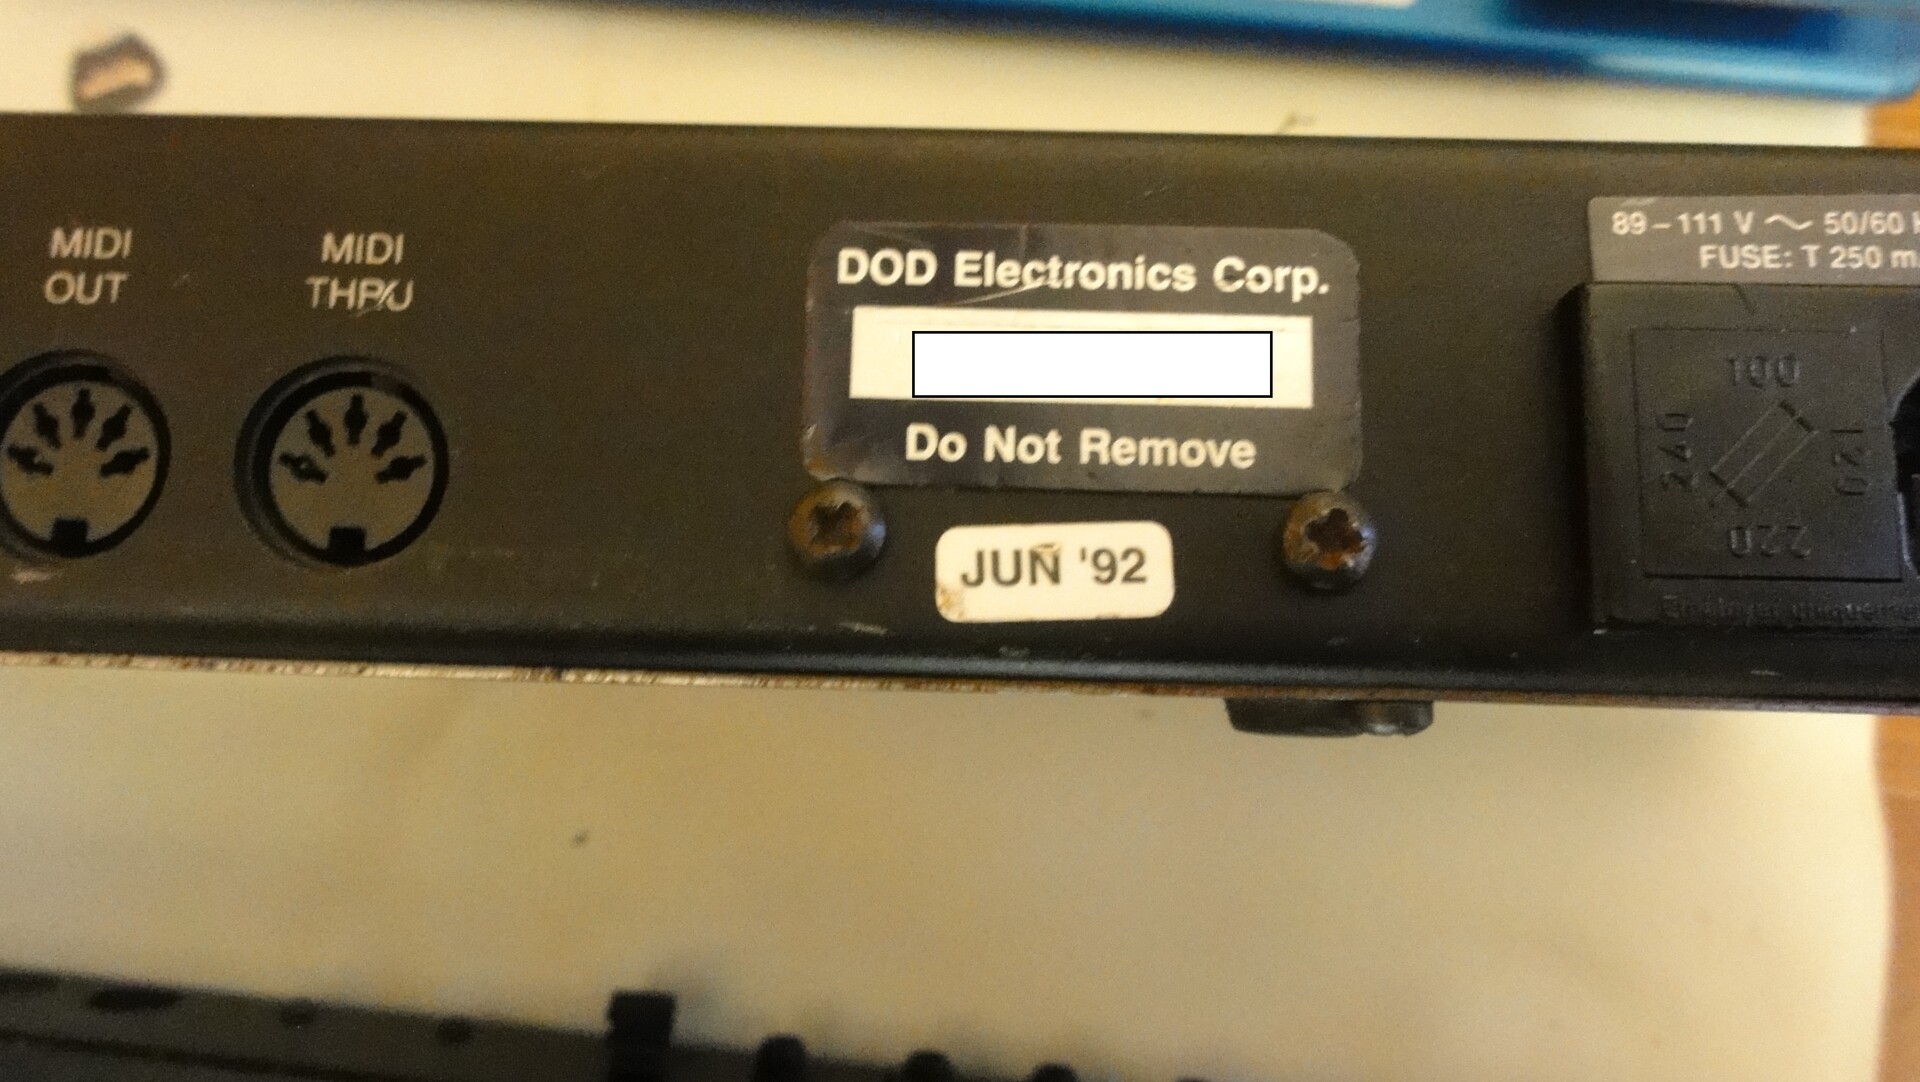 MIDI
OUT
MIDI
THRU
DOD Electronics Corp.
Do Not Remove
JUN '92
89-111 V ~ 50/60
FUSE: T 250
100
120
220
240